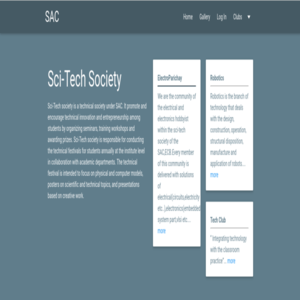 SAC
Home Gallery Log In Clubs
Sci-Tech Society
Sci-Tech society is a technical society under SAC. It promote and
encourage technical innovation and entrepreneurship among
students by organizing seminars, training workshops and
awarding prizes. Sci-Tech society is responsible for conducting
the technical festivals for students annually at the institute level
in collaboration with academic departments. The technical
festival is intended to focus on physical and computer models,
posters on scientific and technical topics, and presentations
based on creative work.
ElectroParichay
We are the community of
the electrical and
electronics hobbyist
within the sci-tech
society of the
SAC,ECB.Every member
of this community is
delivered with solutions
of
electrical(circuits,electricity
etc..),electronics(embedded
system,parts)so etc...
more
Robotics
Robotics is the branch of
technology that deals
with the design,
construction, operation,
structural disposition,
manufacture and
application of robots ...
more
Tech Club
" Integrating technology
with the classroom
practice"... more